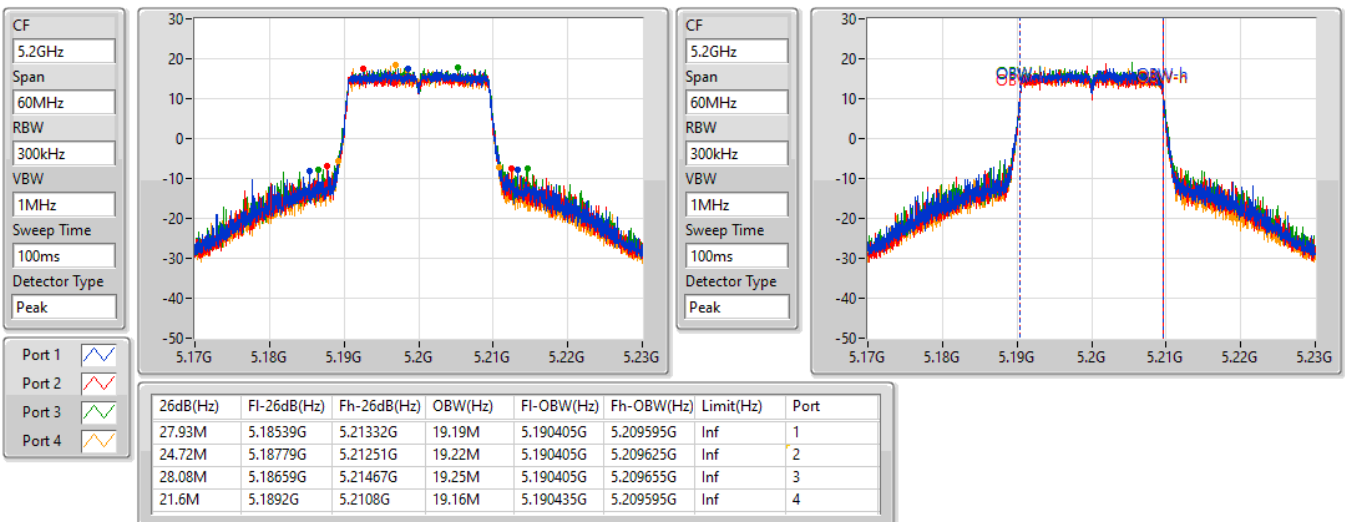 CF
5.2GHz
Span
60MHz
RBW
300kHz
VBW
1MHz
Sweep Time
100ms
Detector Type
Peak
30
20
10
0
-10
-20
-30
-40
-50
5.17G 5.18G 5.19G 5.2G 5.21G 5.22G 5.23G
CF
5.2GHz
Span
60MHz
RBW
300kHz
VBW
1MHz
Sweep Time
100ms
Detector Type
Peak
30
20
10
0
-10
-20
-30
-40
-50
OBW-h
5.17G 5.18G 5.19G 5.2G 5.21G 5.22G 5.23G
Port 1
Port 2
Port 3
Port 4
26dB(Hz) Fl-26dB(Hz) Fh-26dB(Hz) OBW(Hz) Fl-OBW(Hz) Fh-OBW(Hz) Limit(Hz) Port
27.93M 5.18539G 5.21332G 19.19M 5.190405G 5.209595G Inf 1
24.72M 5.18779G 5.21251G 19.22M 5.190405G 5.209625G Inf 2
28.08M 5.18659G 5.21467G 19.25M 5.190405G 5.209655G Inf 3
21.6M 5.1892G 5.2108G 19.16M 5.190435G 5.209595G Inf 4